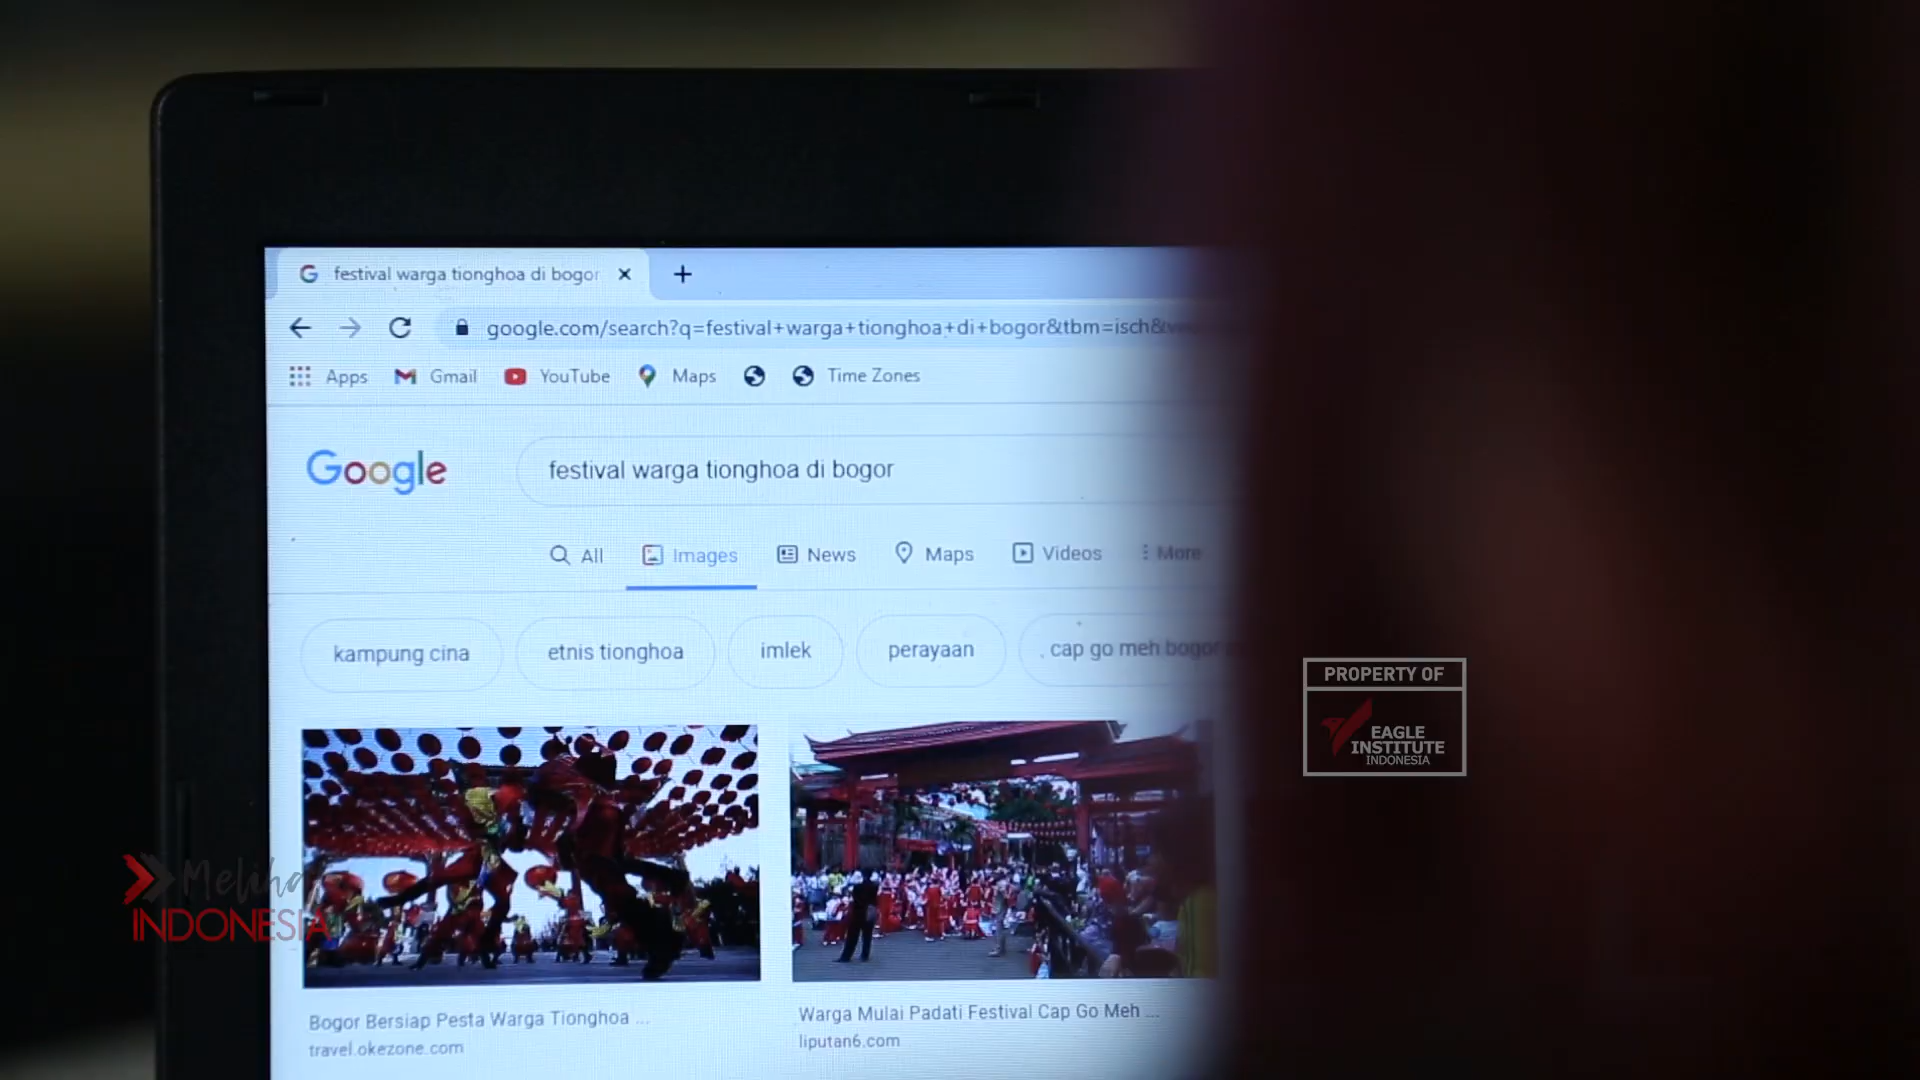 festival warga tionghoa di bogor
google.com/search?q=festival+warga+tionghoa+di+bogor&tbm=isch&
Apps Gmail YouTube Maps Time Zones
Google festival warga tionghoa di bogor
All Images News Maps Videos More
kampung cina etnis tionghoa imlek perayaan cap go meh bogor
PROPERTY OF
EAGLE
INSTITUTE
INDONESIA
Meliha
INDONESIA
Bogor Bersiap Pesta Warga Tionghoa ...
travel.okezone.com
Warga Mulai Padati Festival Cap Go Meh ...
liputan6.com